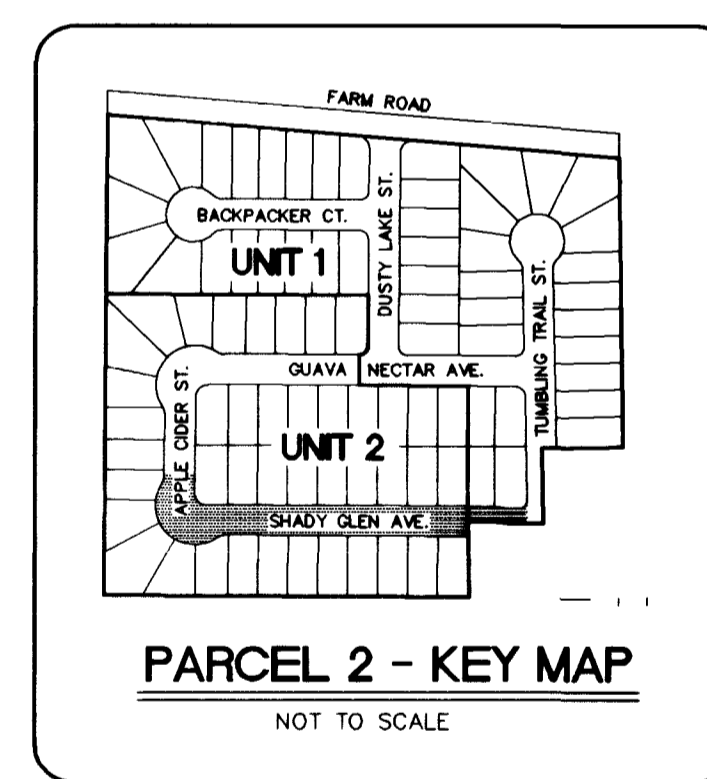 FARM ROAD
BACKPACKER CT.
DUSTY LAKE ST.
UNIT 1
TUMBLING TRAIL ST.
GUAVA NECTAR AVE.
APPLE CIDER ST.
UNIT 2
SHADY GLEN AVE.
PARCEL 2 - KEY MAP
NOT TO SCALE